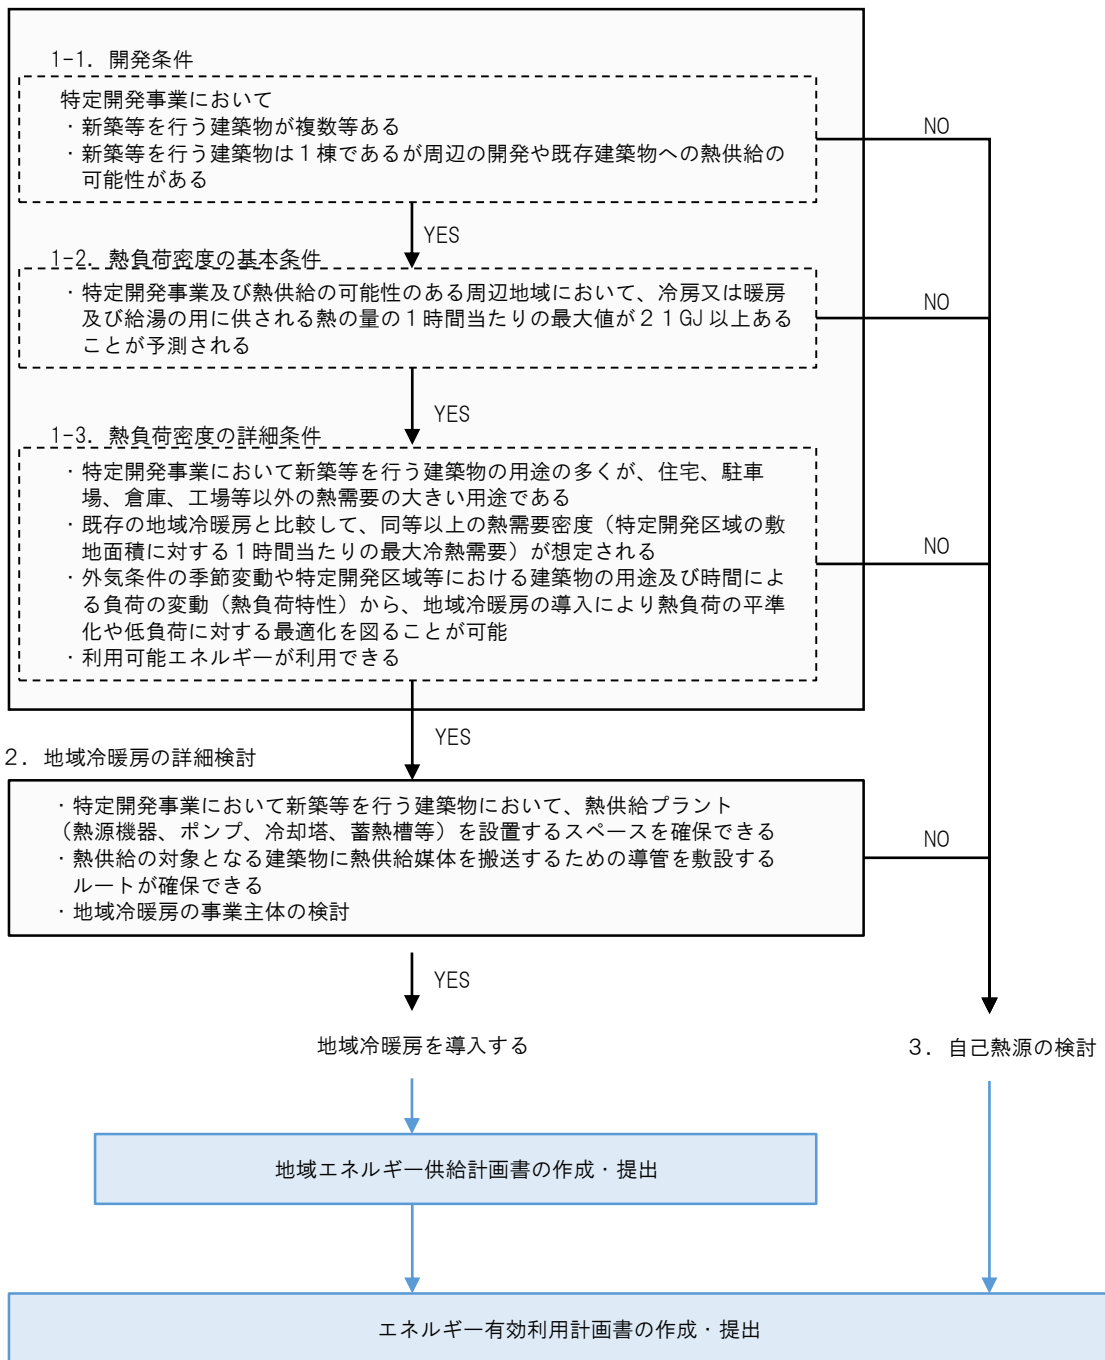 1-1．開発条件
特定開発事業において
・新築等を行う建築物が複数等ある
・新築等を行う建築物は１棟であるが周辺の開発や既存建築物への熱供給の
可能性がある
NO
YES
1-2．熱負荷密度の基本条件
・特定開発事業及び熱供給の可能性のある周辺地域において、冷房又は暖房
及び給湯の用に供される熱の量の１時間当たりの最大値が２１GJ以上ある
ことが予測される
NO
YES
1-3．熱負荷密度の詳細条件
・特定開発事業において新築等を行う建築物の用途の多くが、住宅、駐車
場、倉庫、工場等以外の熱需要の大きい用途である
・既存の地域冷暖房と比較して、同等以上の熱需要密度（特定開発区域の敷
地面積に対する１時間当たりの最大冷熱需要）が想定される
・外気条件の季節変動や特定開発区域等における建築物の用途及び時間によ
る負荷の変動（熱負荷特性）から、地域冷暖房の導入により熱負荷の平準
化や低負荷に対する最適化を図ることが可能
・利用可能エネルギーが利用できる
NO
YES
２．地域冷暖房の詳細検討
・特定開発事業において新築等を行う建築物において、熱供給プラント
（熱源機器、ポンプ、冷却塔、蓄熱槽等）を設置するスペースを確保できる
・熱供給の対象となる建築物に熱供給媒体を搬送するための導管を敷設する
ルートが確保できる
・地域冷暖房の事業主体の検討
NO
YES
地域冷暖房を導入する
３．自己熱源の検討
地域エネルギー供給計画書の作成・提出
エネルギー有効利用計画書の作成・提出